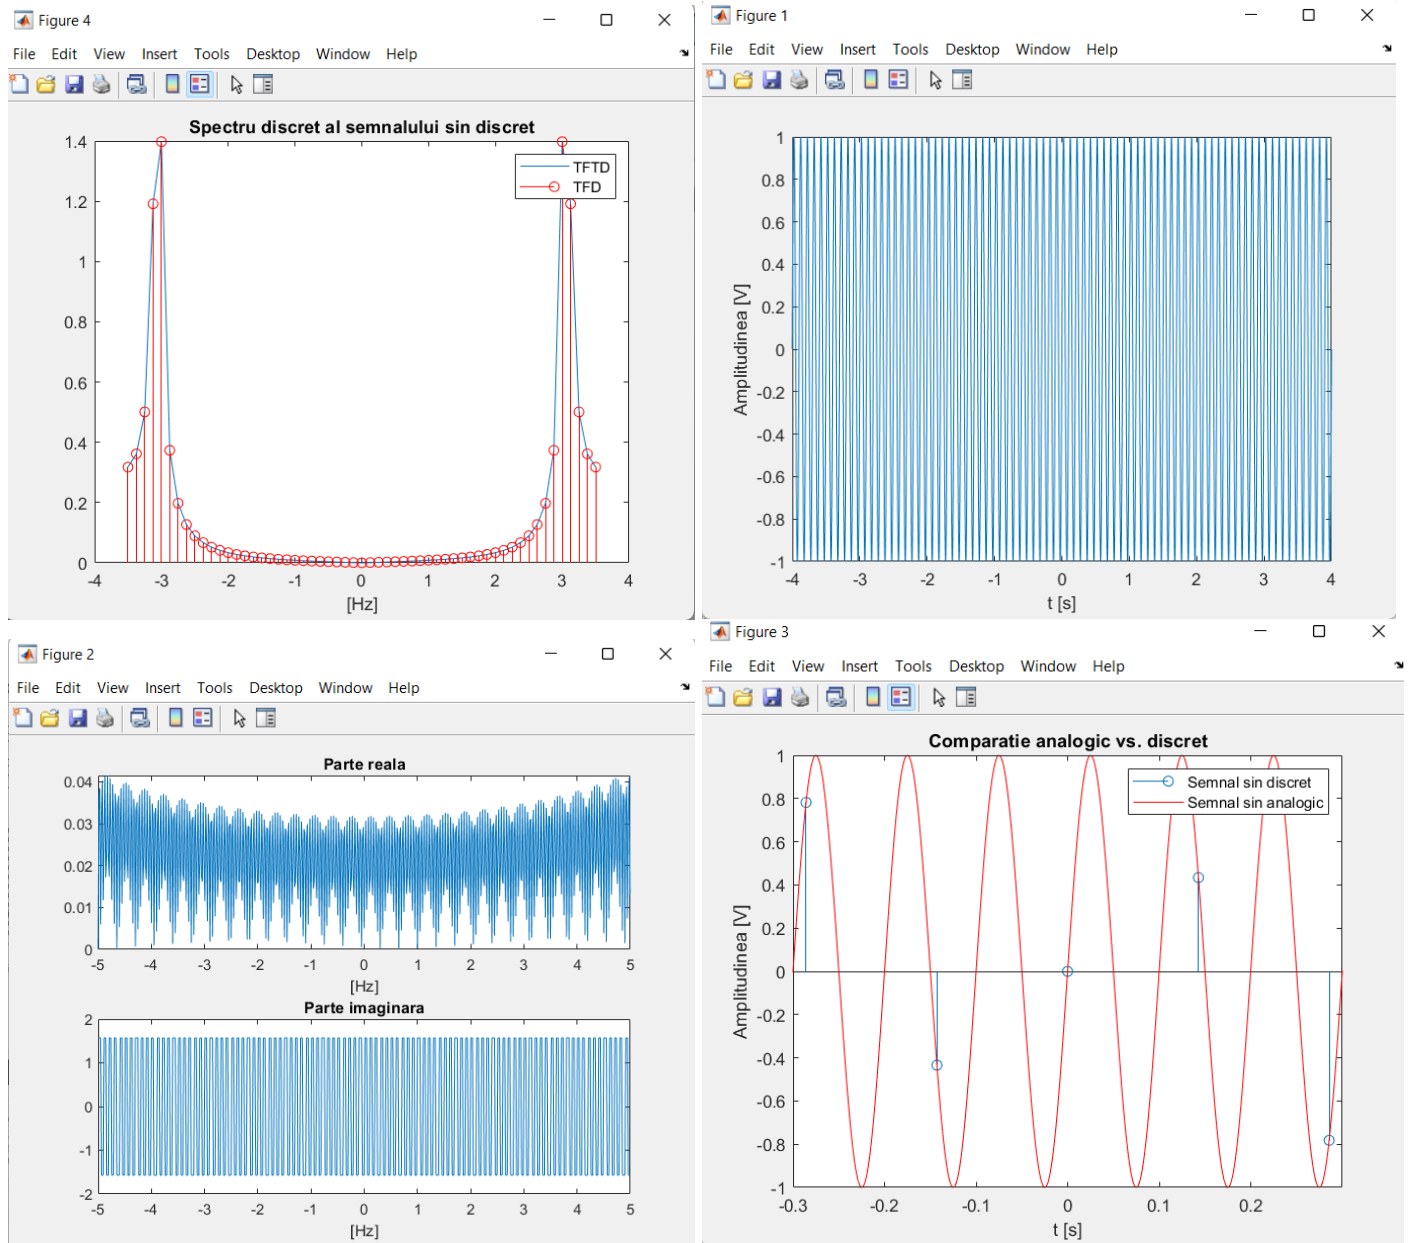 Figure 4
File Edit View Insert Tools Desktop Window Help
Spectru discret al semnalului sin discret
TFTD
TFD
1.4
1.2
1
0.8
0.6
0.4
0.2
0
-4 -3 -2 -1 0 1 2 3 4
[Hz]
Figure 1
File Edit View Insert Tools Desktop Window Help
Amplitudinea [V]
1
0.8
0.6
0.4
0.2
0
-0.2
-0.4
-0.6
-0.8
-1
-4 -3 -2 -1 0 1 2 3 4
t [s]
Figure 2
File Edit View Insert Tools Desktop Window Help
Parte reala
0.04
0.03
0.02
0.01
0
-5 -4 -3 -2 -1 0 1 2 3 4 5
[Hz]
Parte imaginara
2
1
0
-1
-2
-5 -4 -3 -2 -1 0 1 2 3 4 5
[Hz]
Figure 3
File Edit View Insert Tools Desktop Window Help
Comparatie analogic vs. discret
Semnal sin discret
Semnal sin analogic
Amplitudinea [V]
1
0.8
0.6
0.4
0.2
0
-0.2
-0.4
-0.6
-0.8
-1
-0.3 -0.2 -0.1 0 0.1 0.2
t [s]